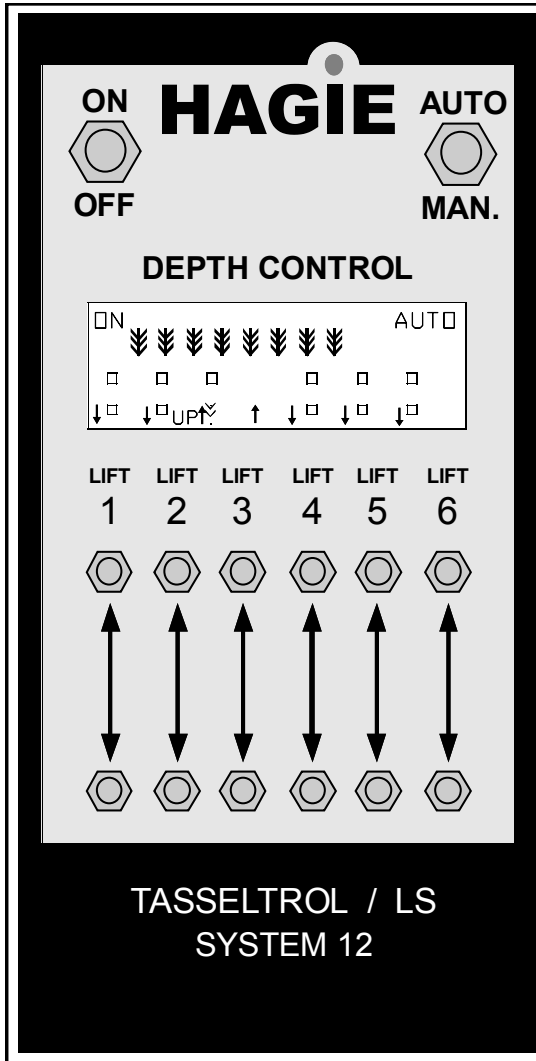 ON HAGIE AUTO
OFF MAN.
DEPTH CONTROL
ON AUTO
UP
LIFT LIFT LIFT LIFT LIFT LIFT
1 2 3 4 5 6
TASSELTROL / LS
SYSTEM 12